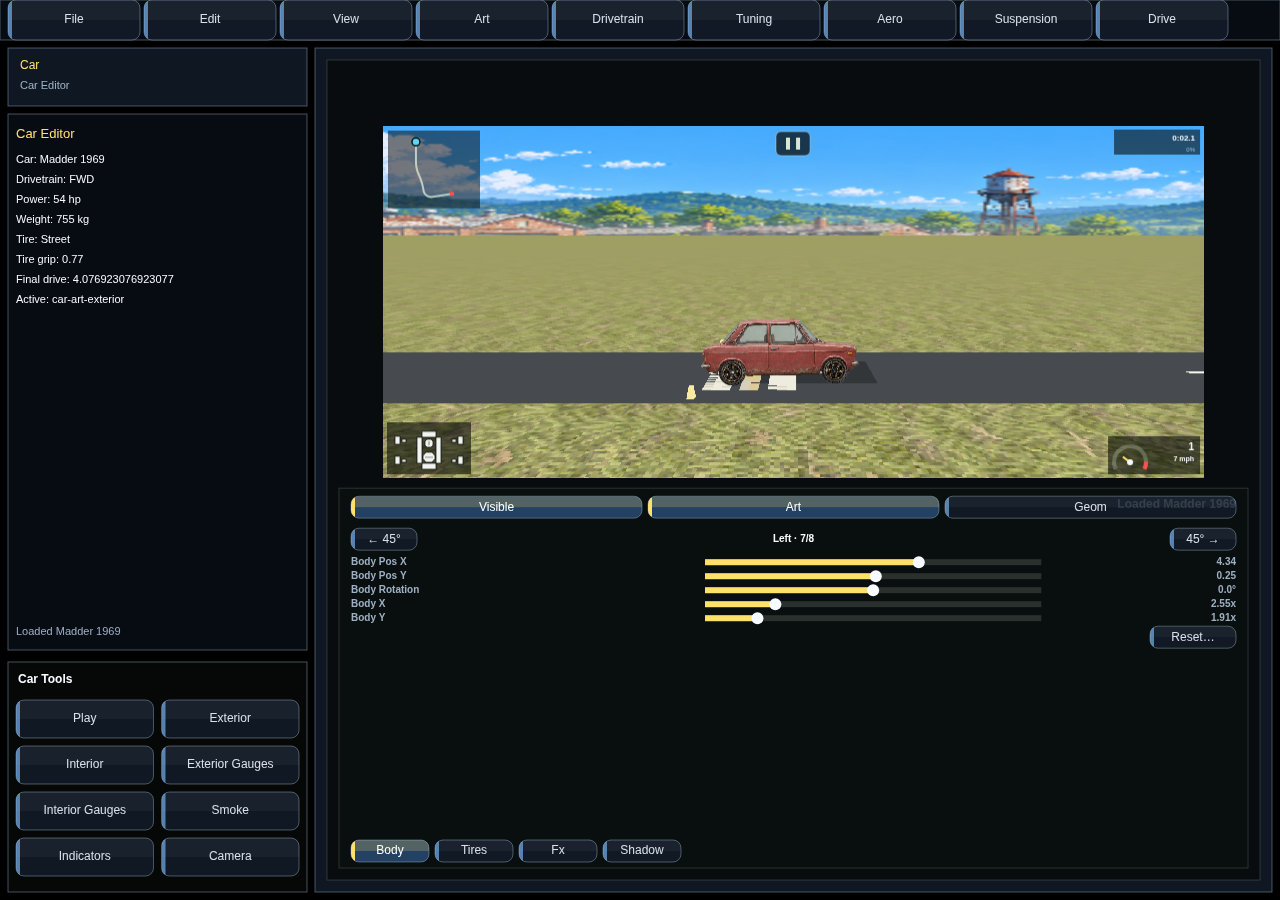 File Edit View Art Drivetrain Tuning Aero Suspension Drive
Car
Car Editor
Car Editor
Car: Madder 1969
Drivetrain: FWD
Power: 54 hp
Weight: 755 kg
Tire: Street
Tire grip: 0.77
Final drive: 4.076923076923077
Active: car-art-exterior
Loaded Madder 1969
Car Tools
Play Exterior
Interior Exterior Gauges
Interior Gauges Smoke
Indicators Camera
0:02.1
0%
1
7 mph
Visible Art Geom Loaded Madder 1969
← 45° Left · 7/8 45° →
Body Pos X 4.34
Body Pos Y 0.25
Body Rotation 0.0°
Body X 2.55x
Body Y 1.91x
Reset…
Body Tires Fx Shadow